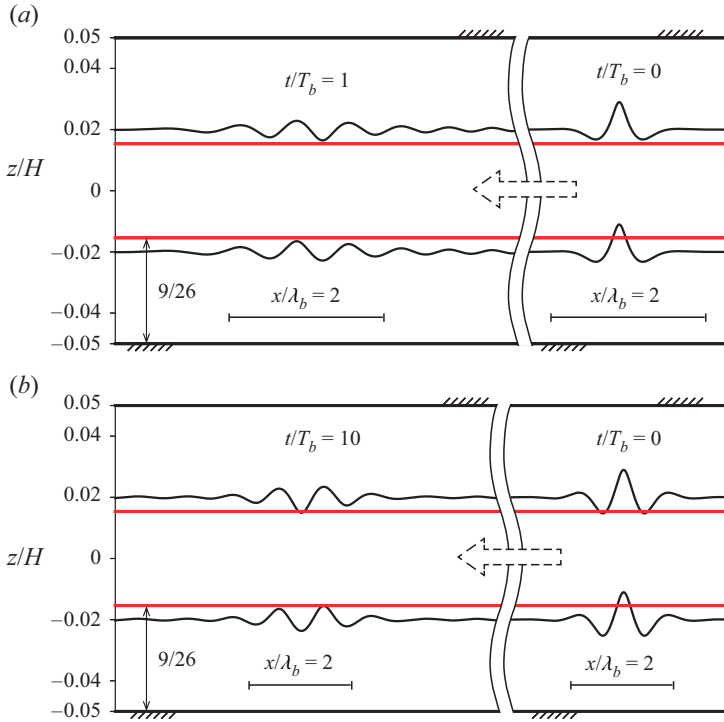 (a)
0.05
0.04
0.02
0
−0.02
−0.04
−0.05
z/H
t/T_b = 1
t/T_b = 0
9/26
x/λ_b = 2
x/λ_b = 2
(b)
0.05
0.04
0.02
0
−0.02
−0.04
−0.05
z/H
t/T_b = 10
t/T_b = 0
9/26
x/λ_b = 2
x/λ_b = 2